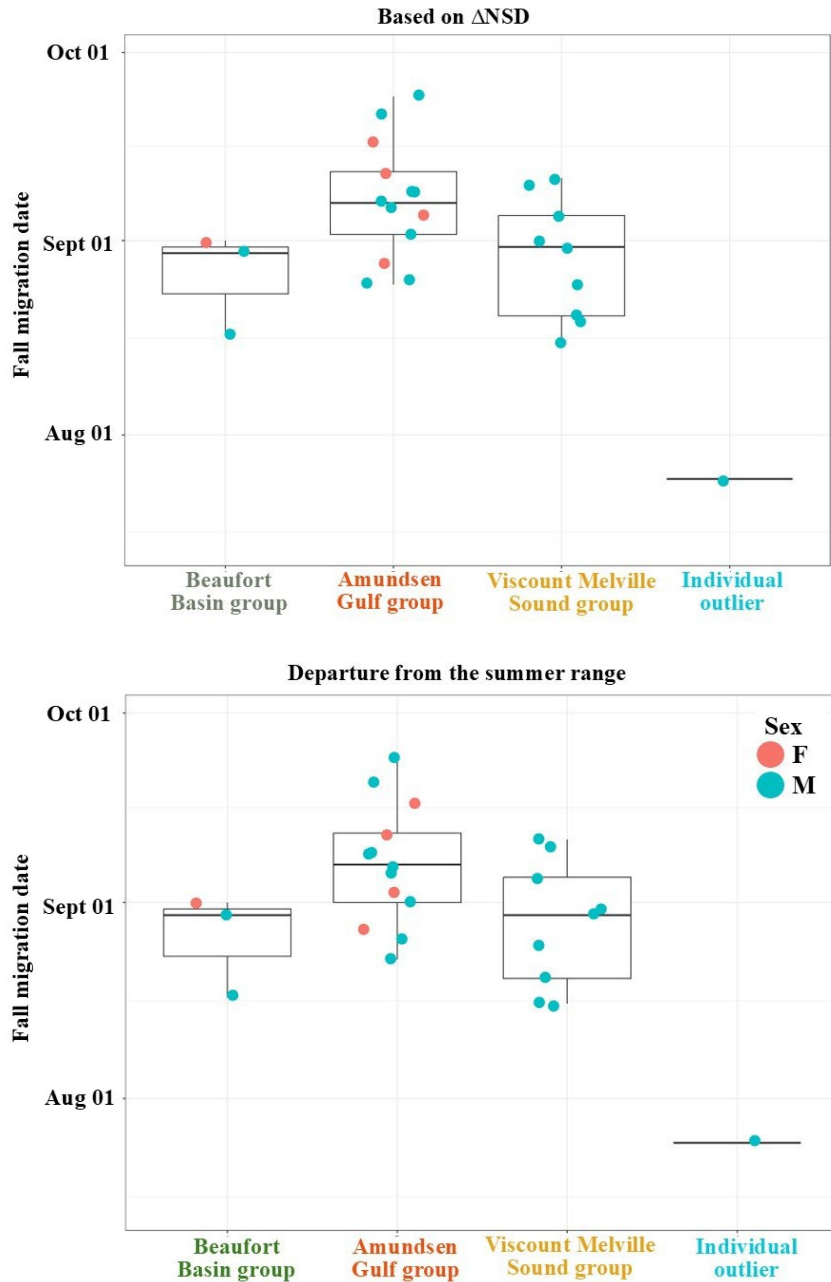 Based on ΔNSD
Oct 01
Sept 01
Aug 01
Fall migration date
Beaufort
Basin group
Amundsen
Gulf group
Viscount Melville
Sound group
Individual
outlier
Departure from the summer range
Oct 01
Sept 01
Aug 01
Fall migration date
Sex
F
M
Beaufort
Basin group
Amundsen
Gulf group
Viscount Melville
Sound group
Individual
outlier